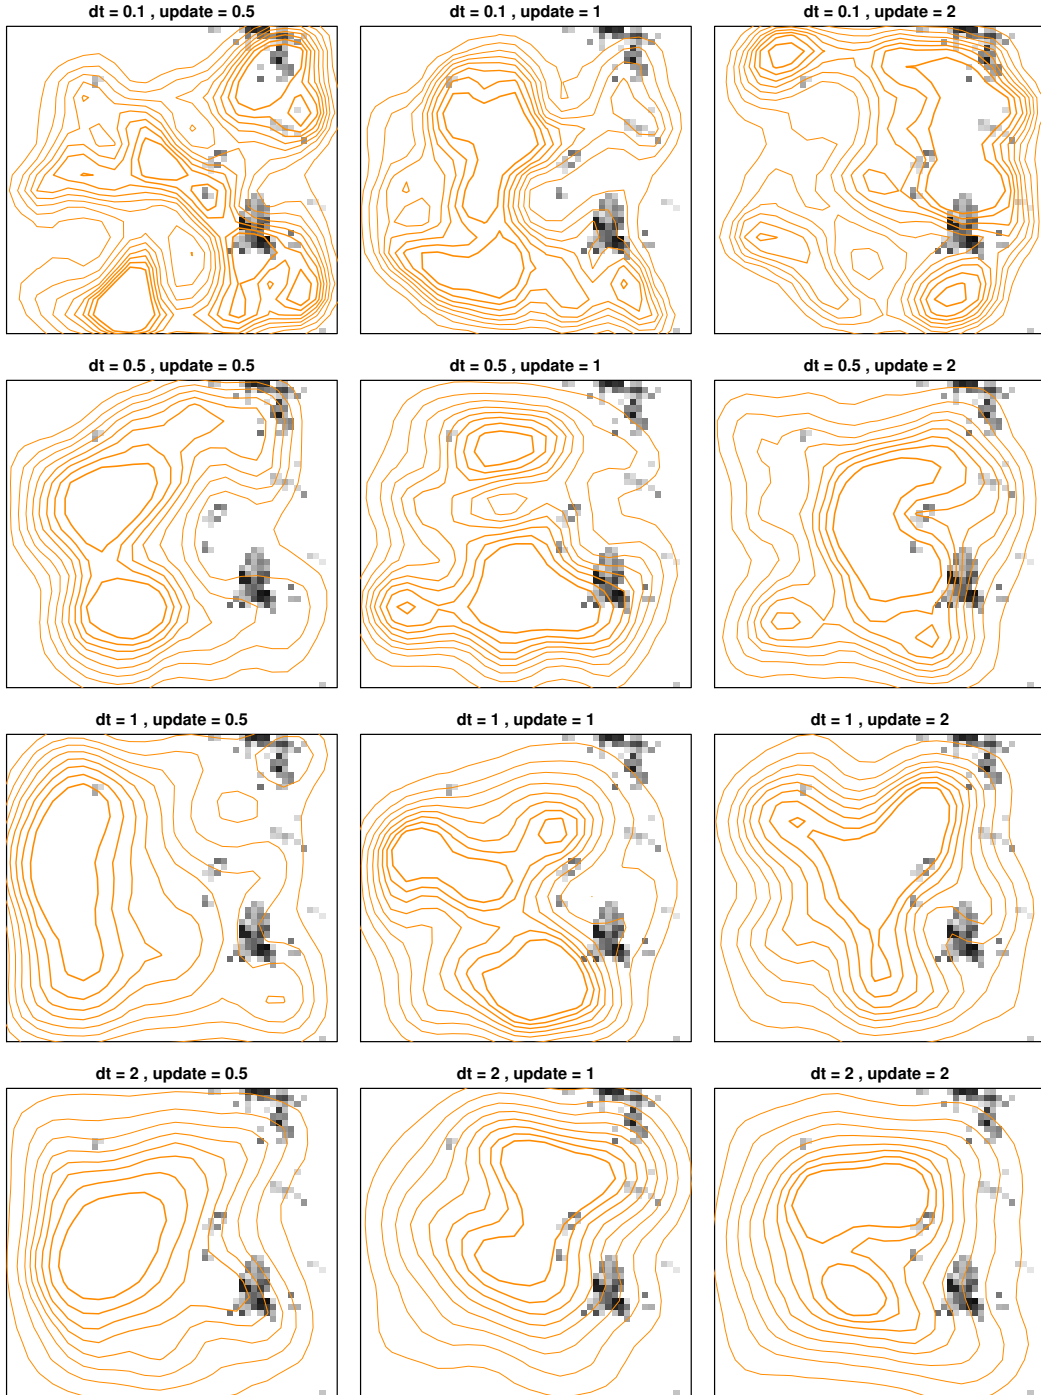 dt = 0.1 , update = 0.5
dt = 0.1 , update = 1
dt = 0.1 , update = 2
dt = 0.5 , update = 0.5
dt = 0.5 , update = 1
dt = 0.5 , update = 2
dt = 1 , update = 0.5
dt = 1 , update = 1
dt = 1 , update = 2
dt = 2 , update = 0.5
dt = 2 , update = 1
dt = 2 , update = 2